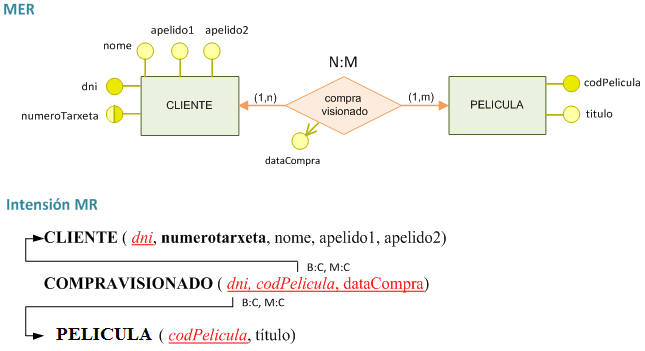 MER
nome
apelido1
apelido2
N:M
dni
numeroTarxeta
CLIENTE
(1,n)
compra
visionado
(1,m)
PELICULA
codPelicula
titulo
dataCompra
Intensión MR
CLIENTE ( dni, numerotarxeta, nome, apelido1, apelido2)
B:C, M:C
COMPRAVISIONADO ( dni, codPelicula, dataCompra)
B:C, M:C
PELICULA ( codPelicula, título)